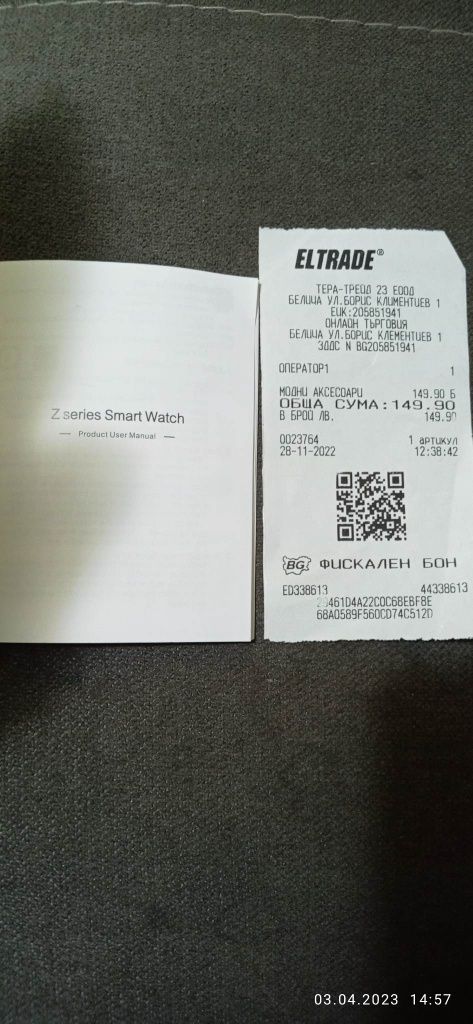 Z series Smart Watch
— Product User Manual —
ELTRADE®
ТЕРА-ТРЕЙД 23 ЕООД
БЕЛИЦА УЛ.БОРИС КЛИМЕНТИЕВ 1
ЕИК:205851941
ОНЛАЙН ТЪРГОВИЯ
БЕЛИЦА УЛ.БОРИС КЛЕМЕНТИЕВ 1
ЗДДС N BG205851941
ОПЕРАТОР1 1
МОДНИ АКСЕСОАРИ 149.90 Б
ОБЩА СУМА:149.90
В БРОЙ ЛВ. 149.90
0023764 1 артикул
28-11-2022 12:38:42
BG ФИСКАЛЕН БОН
ED338613 44338613
68A0589F560CD74C512D
03.04.2023 14:57